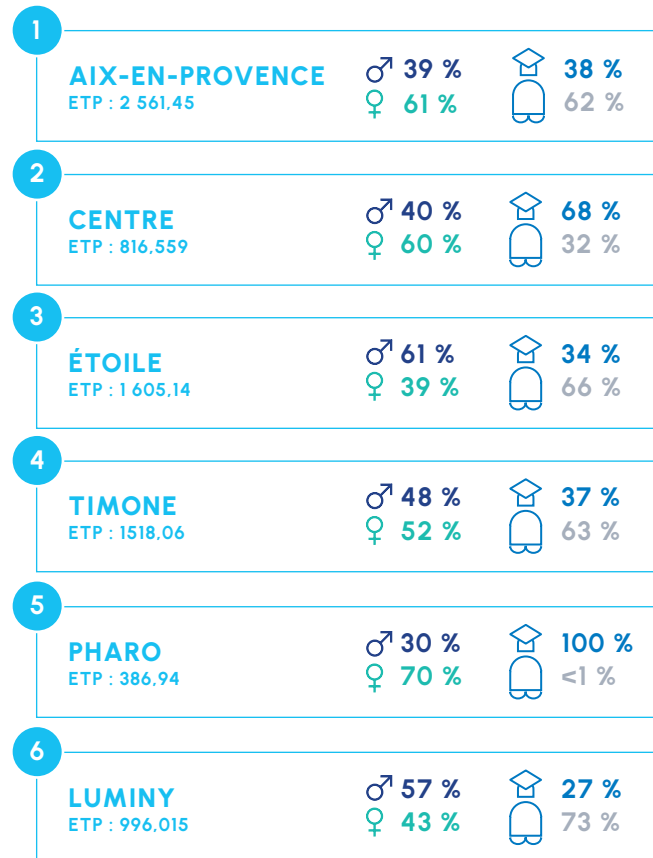 1
AIX-EN-PROVENCE
ETP : 2 561,45
39 %
61 %
38 %
62 %
2
CENTRE
ETP : 816,559
40 %
60 %
68 %
32 %
3
ÉTOILE
ETP : 1 605,14
61 %
39 %
34 %
66 %
4
TIMONE
ETP : 1518,06
48 %
52 %
37 %
63 %
5
PHARO
ETP : 386,94
30 %
70 %
100 %
<1 %
6
LUMINY
ETP : 996,015
57 %
43 %
27 %
73 %